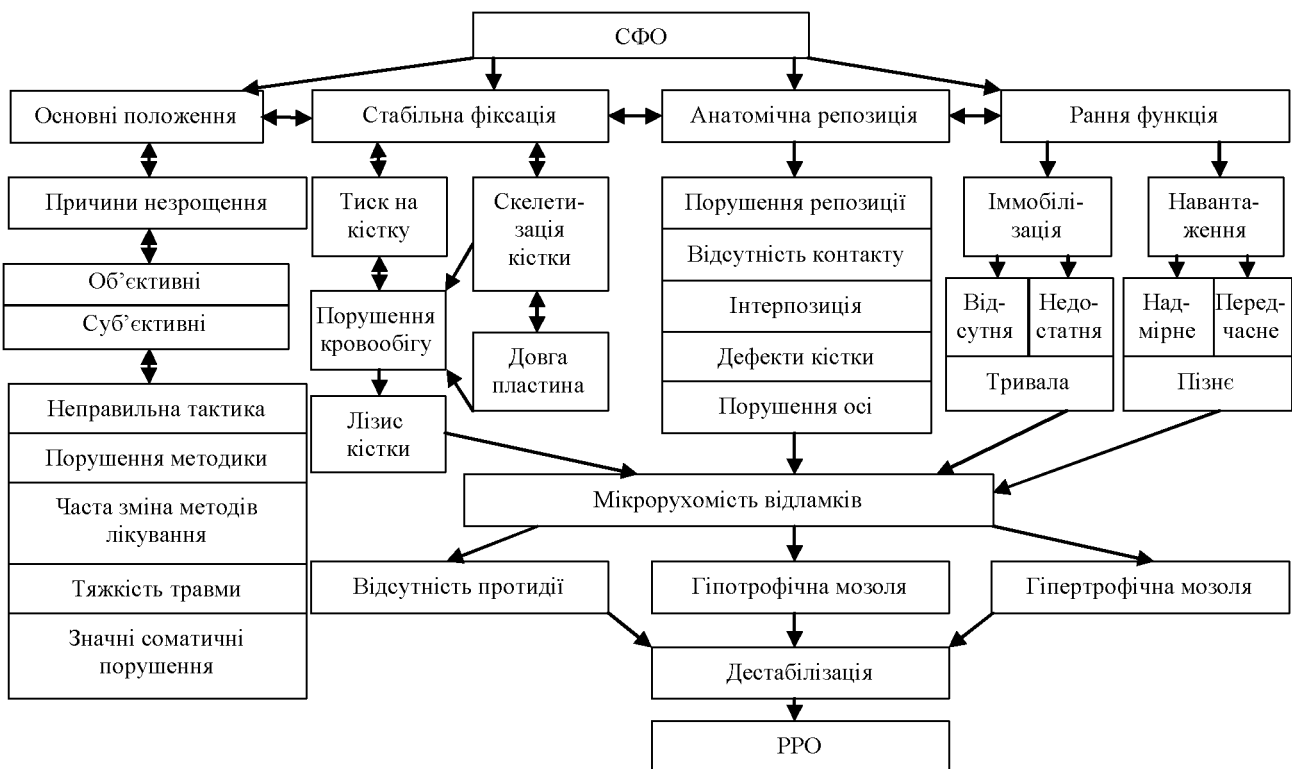 СФО
Основні положення
Стабільна фіксація
Анатомічна репозиція
Рання функція
Причини незрощення
Об’єктивні
Суб’єктивні
Неправильна тактика
Порушення методики
Часта зміна методів
лікування
Тяжкість травми
Значні соматичні
порушення
Тиск на
кістку
Скелети-
зація
кістки
Порушення
кровообігу
Довга
пластина
Лізис
кістки
Порушення репозиції
Відсутність контакту
Інтерпозиція
Дефекти кістки
Порушення осі
Іммобілі-
зація
Від-
сутня
Недо-
статня
Тривала
Наванта-
ження
Над-
мірне
Перед-
часне
Пізнє
Мікрорухомість відламків
Відсутність протидії
Гіпотрофічна мозоля
Гіпертрофічна мозоля
Дестабілізація
РРО